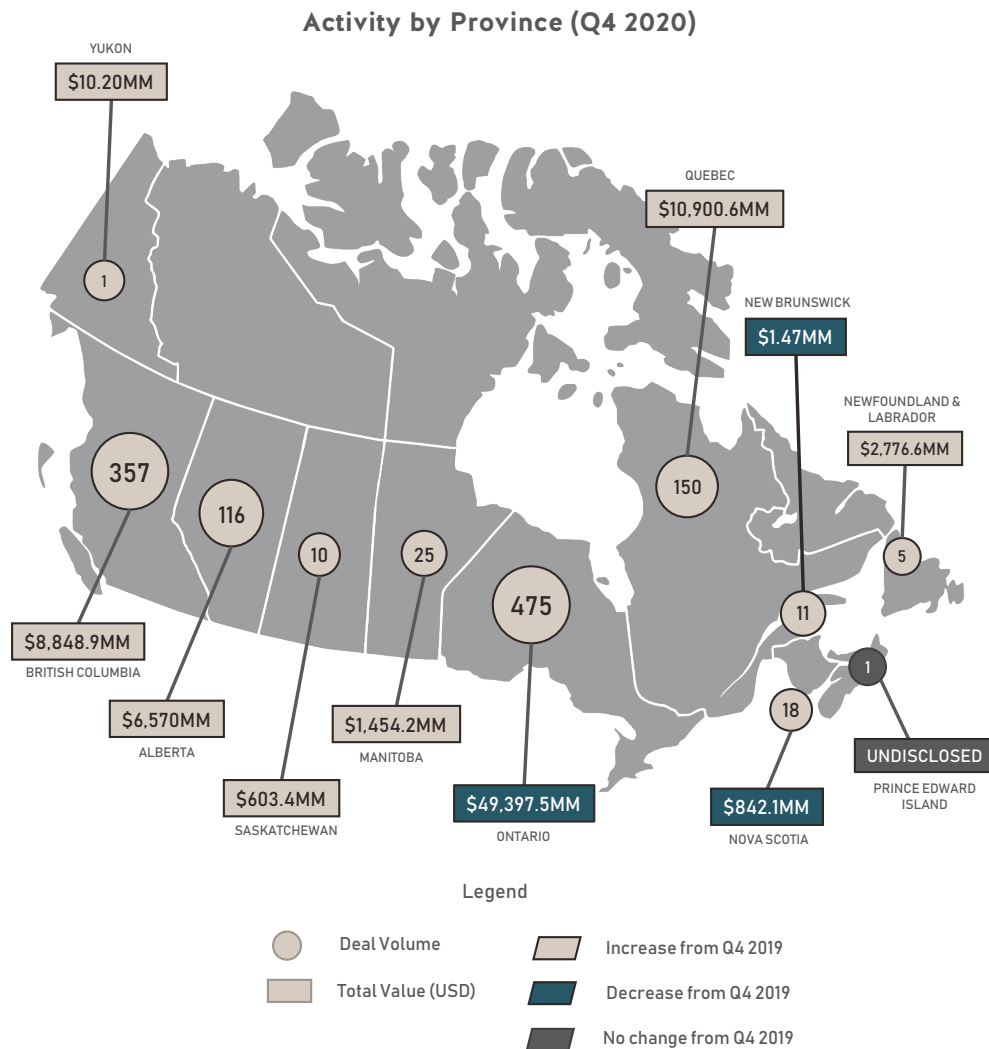 Activity by Province (Q4 2020)
YUKON
$10.20MM
1
QUEBEC
$10,900.6MM
150
NEW BRUNSWICK
$1.47MM
11
NEWFOUNDLAND &
LABRADOR
$2,776.6MM
5
357
$8,848.9MM
BRITISH COLUMBIA
116
$6,570MM
ALBERTA
10
$603.4MM
SASKATCHEWAN
25
$1,454.2MM
MANITOBA
475
$49,397.5MM
ONTARIO
18
$842.1MM
NOVA SCOTIA
1
UNDISCLOSED
PRINCE EDWARD
ISLAND
Legend
Deal Volume
Total Value (USD)
Increase from Q4 2019
Decrease from Q4 2019
No change from Q4 2019